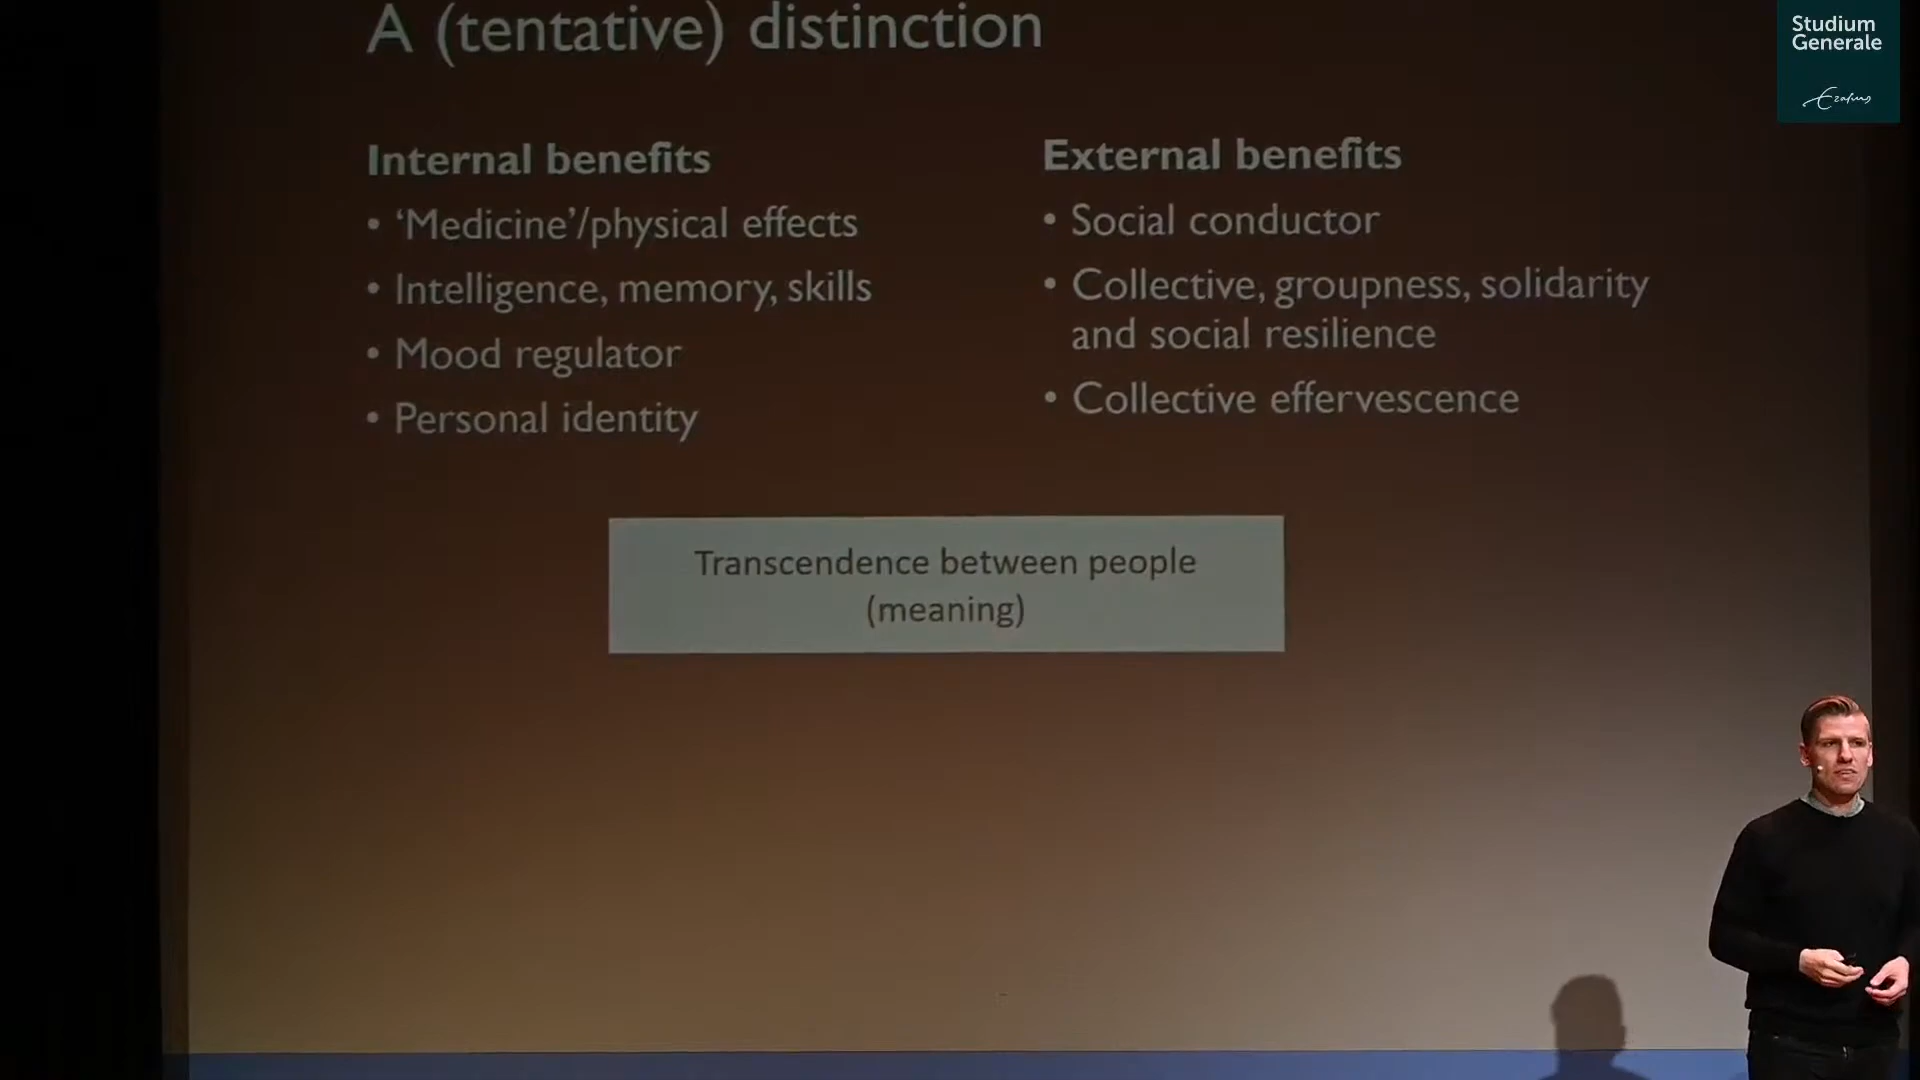 A (tentative) distinction
Internal benefits
• ‘Medicine’/physical effects
• Intelligence, memory, skills
• Mood regulator
• Personal identity
External benefits
• Social conductor
• Collective, groupness, solidarity
and social resilience
• Collective effervescence
Transcendence between people
(meaning)
Studium
Generale
Erasmus